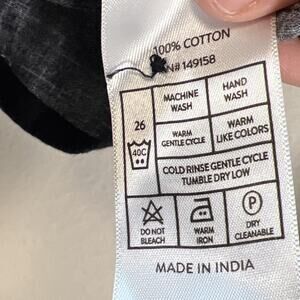 100% COTTON
N# 149158
MACHINE WASH
HAND WASH
26
40C
WARM GENTLE CYCLE
WARM LIKE COLORS
COLD RINSE GENTLE CYCLE
TUMBLE DRY LOW
P
DO NOT BLEACH
WARM IRON
DRY CLEANABLE
MADE IN INDIA